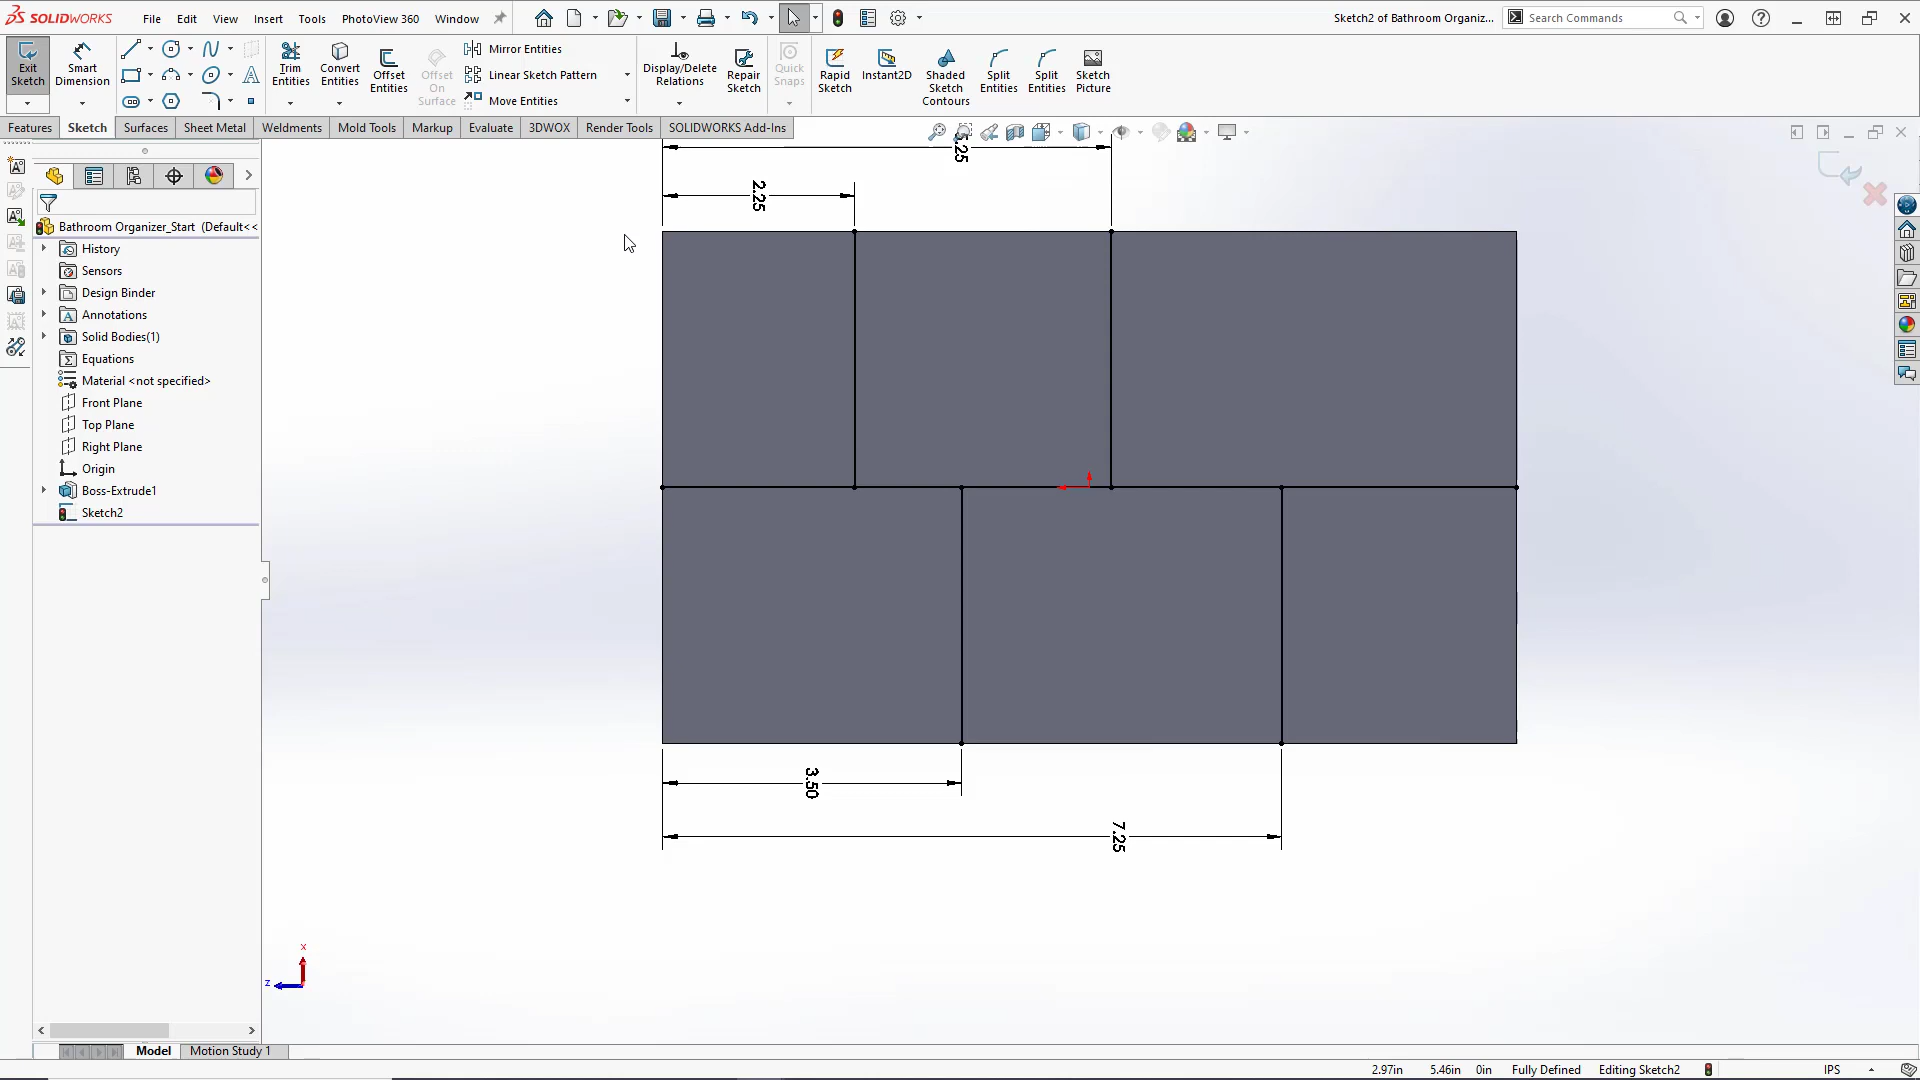 SOLIDWORKS
File Edit View Insert Tools PhotoView 360 Window
Sketch2 of Bathroom Organiz...
Search Commands
Exit Sketch
Smart Dimension
Trim Entities
Convert Entities
Offset Entities
Offset On Surface
Mirror Entities
Linear Sketch Pattern
Move Entities
Display/Delete Relations
Repair Sketch
Quick Snaps
Rapid Sketch
Instant2D
Shaded Sketch Contours
Split Entities
Split Entities
Sketch Picture
Features Sketch Surfaces Sheet Metal Weldments Mold Tools Markup Evaluate 3DWOX Render Tools SOLIDWORKS Add-Ins
Bathroom Organizer_Start (Default<<
History
Sensors
Design Binder
Annotations
Solid Bodies(1)
Equations
Material <not specified>
Front Plane
Top Plane
Right Plane
Origin
Boss-Extrude1
Sketch2
2.25
3.50
7.25
x
z
Model Motion Study 1
2.97in 5.46in 0in Fully Defined Editing Sketch2 IPS